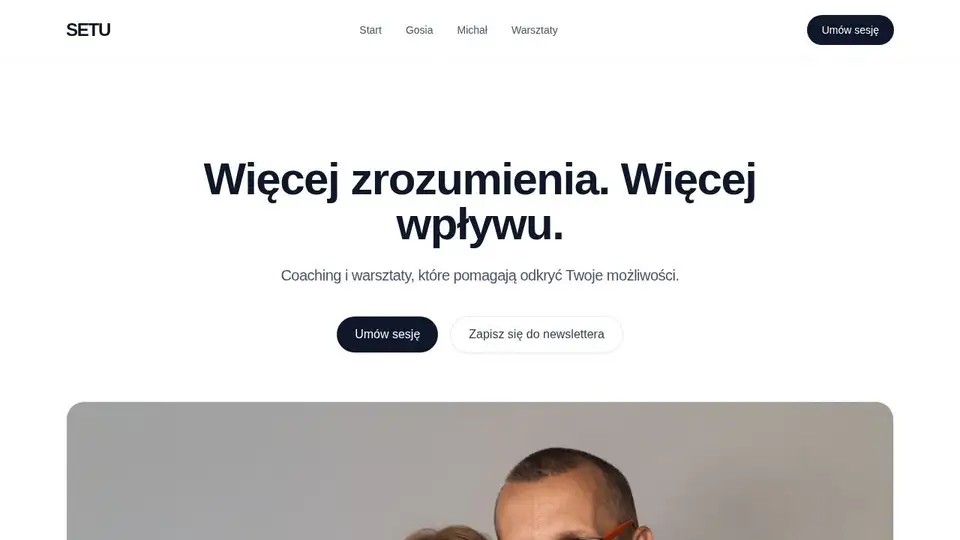 SETU
Start
Gosia
Michał
Warsztaty
Umów sesję
Więcej zrozumienia. Więcej
wpływu.
Coaching i warsztaty, które pomagają odkryć Twoje możliwości.
Umów sesję
Zapisz się do newslettera